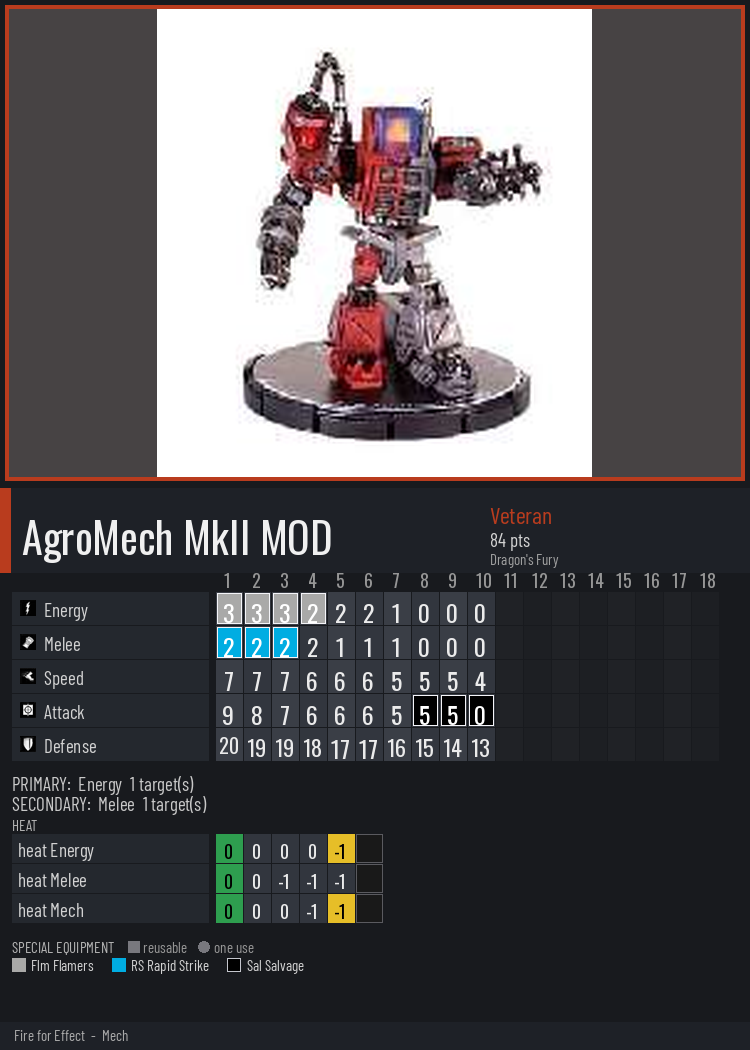 AgroMech MkII MOD
Veteran
84 pts
Dragon's Fury
1 2 3 4 5 6 7 8 9 10 11 12 13 14 15 16 17 18
Energy 3 3 3 2 2 2 1 0 0 0
Melee 2 2 2 2 1 1 1 0 0 0
Speed 7 7 7 6 6 6 5 5 5 4
Attack 9 8 7 6 6 6 5 5 5 0
Defense 20 19 19 18 17 17 16 15 14 13
PRIMARY: Energy 1 target(s)
SECONDARY: Melee 1 target(s)
HEAT
heat Energy 0 0 0 0 -1
heat Melee 0 0 -1 -1 -1
heat Mech 0 0 0 -1 -1
SPECIAL EQUIPMENT reusable one use
Flm Flamers RS Rapid Strike Sal Salvage
Fire for Effect - Mech